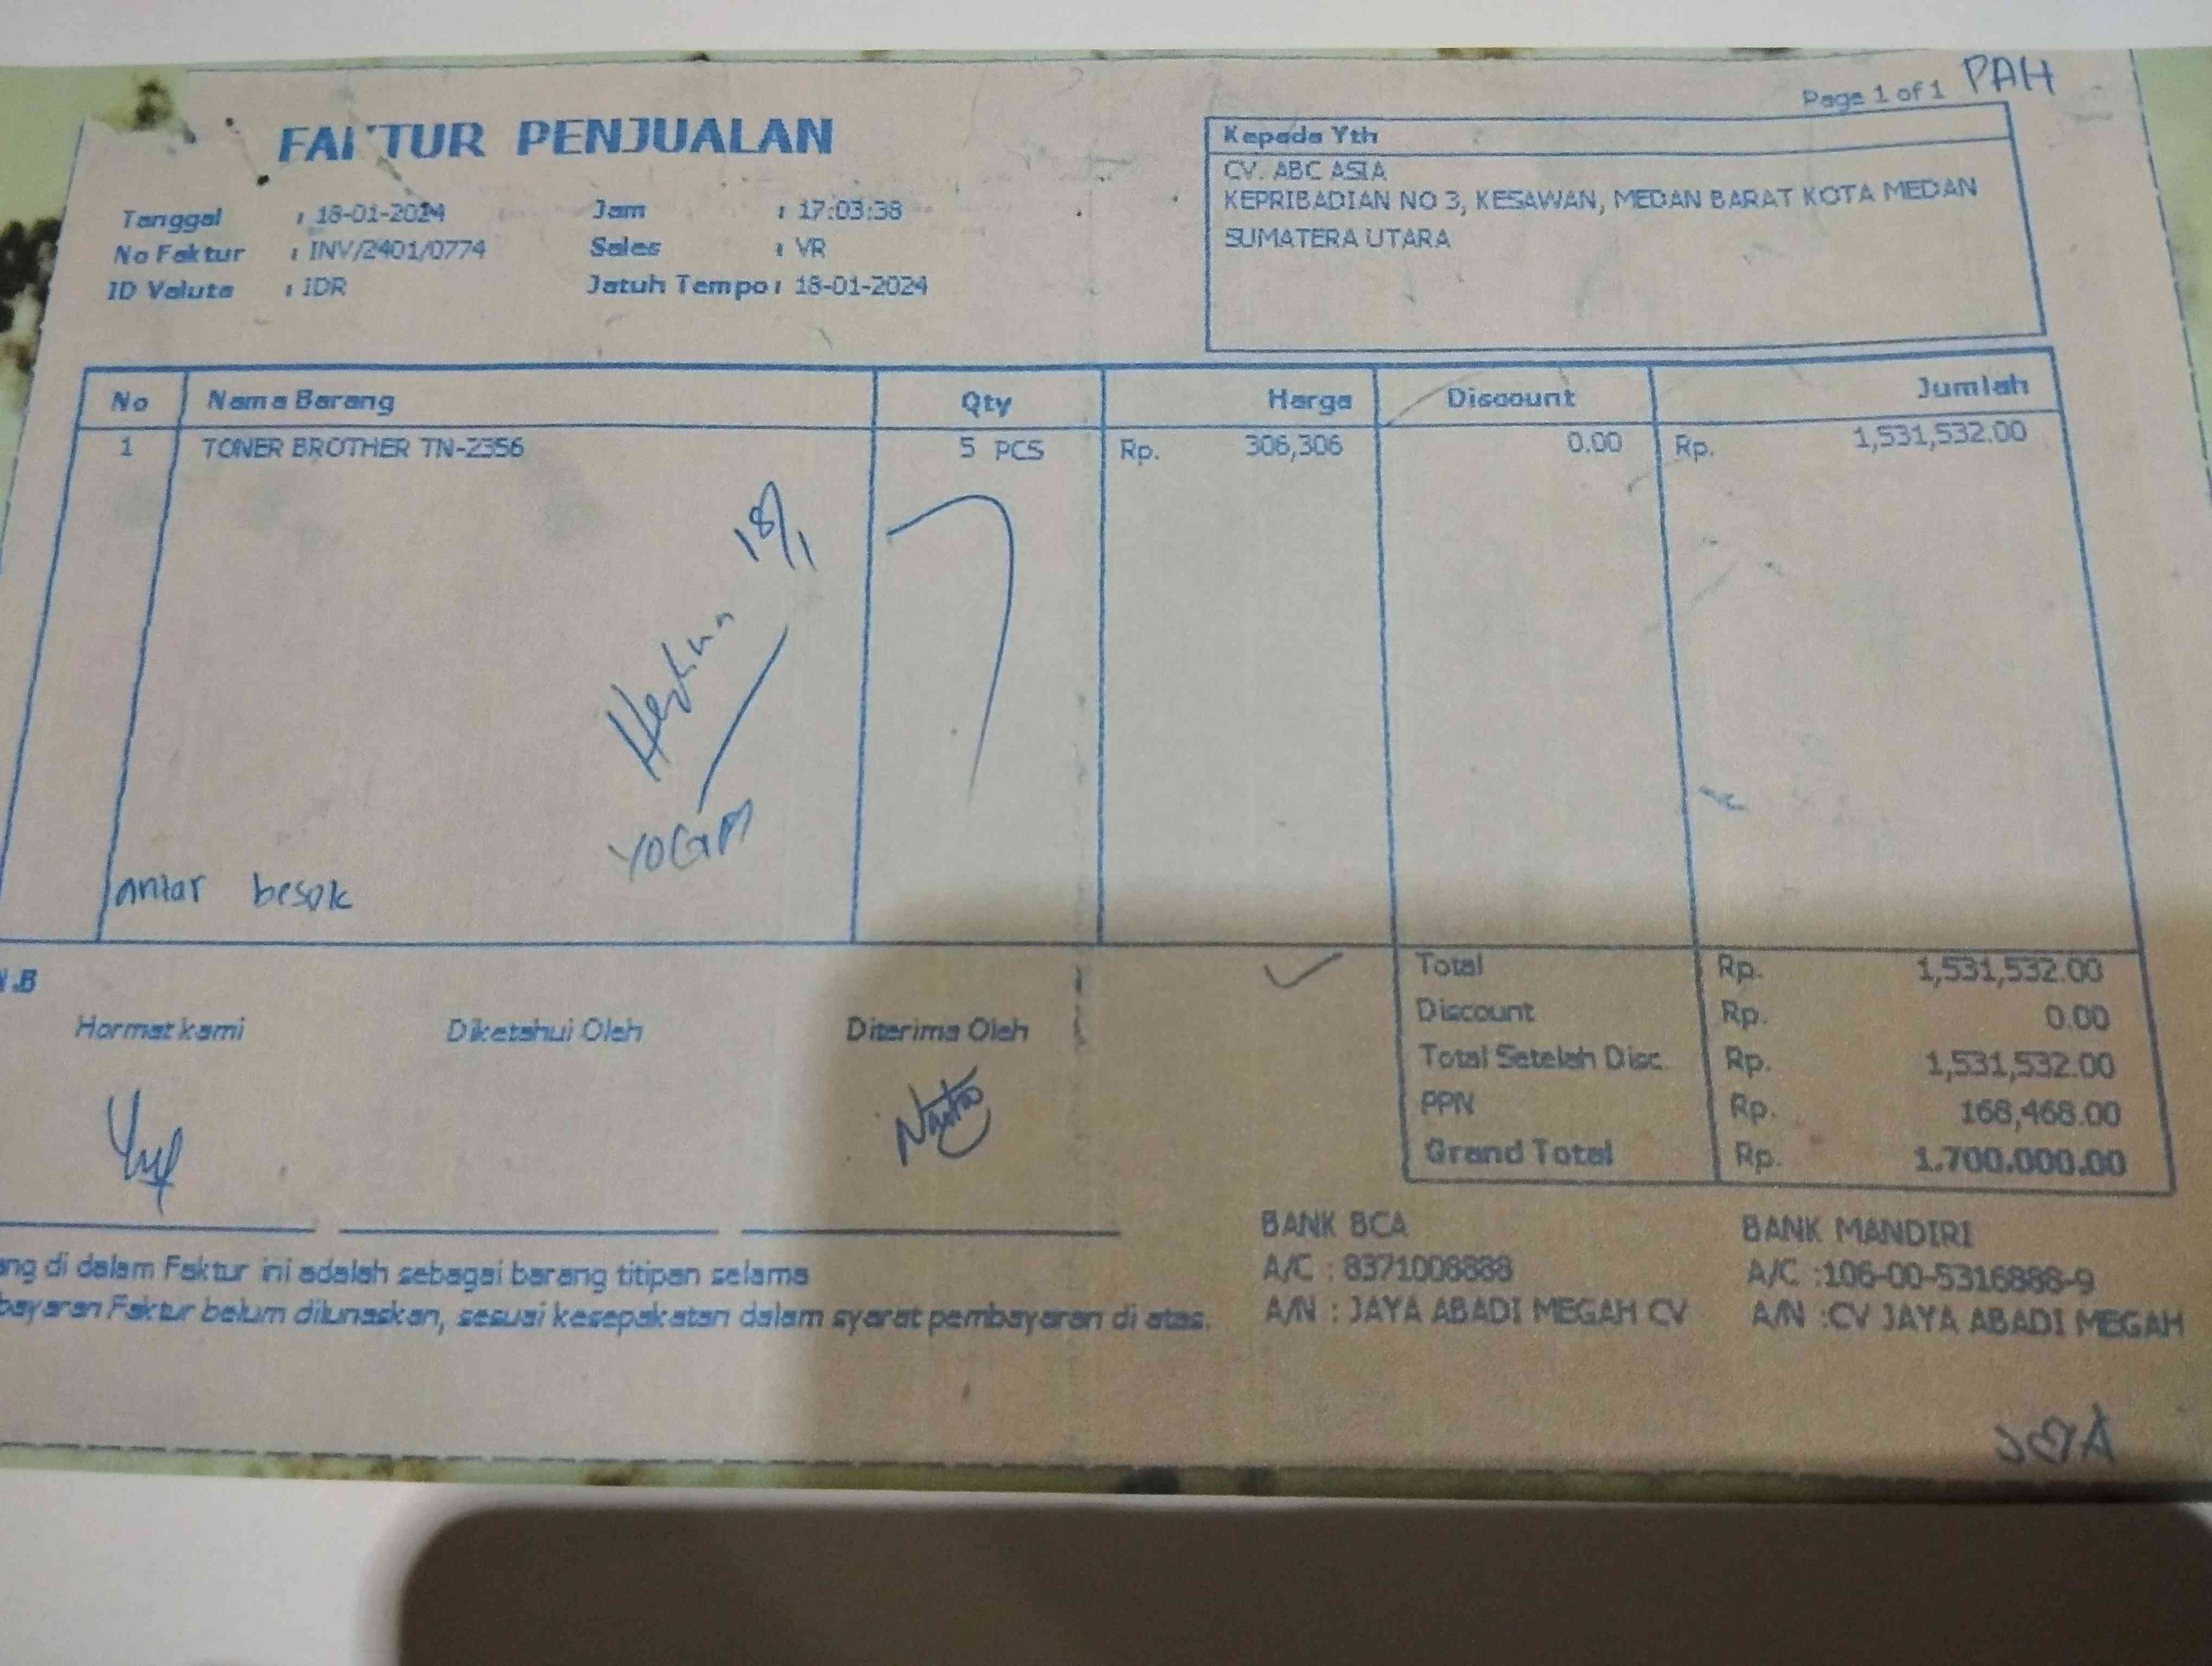 Page 1 of 1 PAH
FAKTUR PENJUALAN
Tanggal : 18-01-2024 Jam : 17:03:38
No Faktur : INV/2401/0774 Sales : VR
ID Valuta : IDR Jatuh Tempo : 18-01-2024
Kepada Yth
CV. ABC ASIA
KEPRIBADIAN NO 3, KESAWAN, MEDAN BARAT KOTA MEDAN
SUMATERA UTARA
No Nama Barang Qty Harga Discount Jumlah
1 TONER BROTHER TN-2356 5 PCS Rp. 306,306 0.00 Rp. 1,531,532.00
18/1
YOGA
antar besok
N.B
Hormat kami Diketahui Oleh Diterima Oleh
Total Rp. 1,531,532.00
Discount Rp. 0.00
Total Setelah Disc. Rp. 1,531,532.00
PPN Rp. 168,468.00
Grand Total Rp. 1.700.000.00
ang di dalam Faktur ini adalah sebagai barang titipan selama
bayaran Faktur belum dilunaskan, sesuai kesepakatan dalam syarat pembayaran di atas.
BANK BCA
A/C : 8371008888
A/N : JAYA ABADI MEGAH CV
BANK MANDIRI
A/C :106-00-5316888-9
A/N :CV JAYA ABADI MEGAH